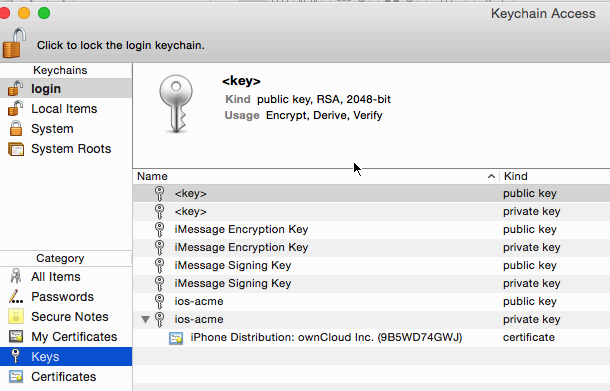 Keychain Access
Click to lock the login keychain.
Keychains
login
Local Items
System
System Roots
<key>
Kind public key, RSA, 2048-bit
Usage Encrypt, Derive, Verify
Name Kind
<key> public key
<key> private key
iMessage Encryption Key public key
iMessage Encryption Key private key
iMessage Signing Key public key
iMessage Signing Key private key
ios-acme public key
ios-acme private key
iPhone Distribution: ownCloud Inc. (9B5WD74GWJ) certificate
Category
All Items
Passwords
Secure Notes
My Certificates
Keys
Certificates